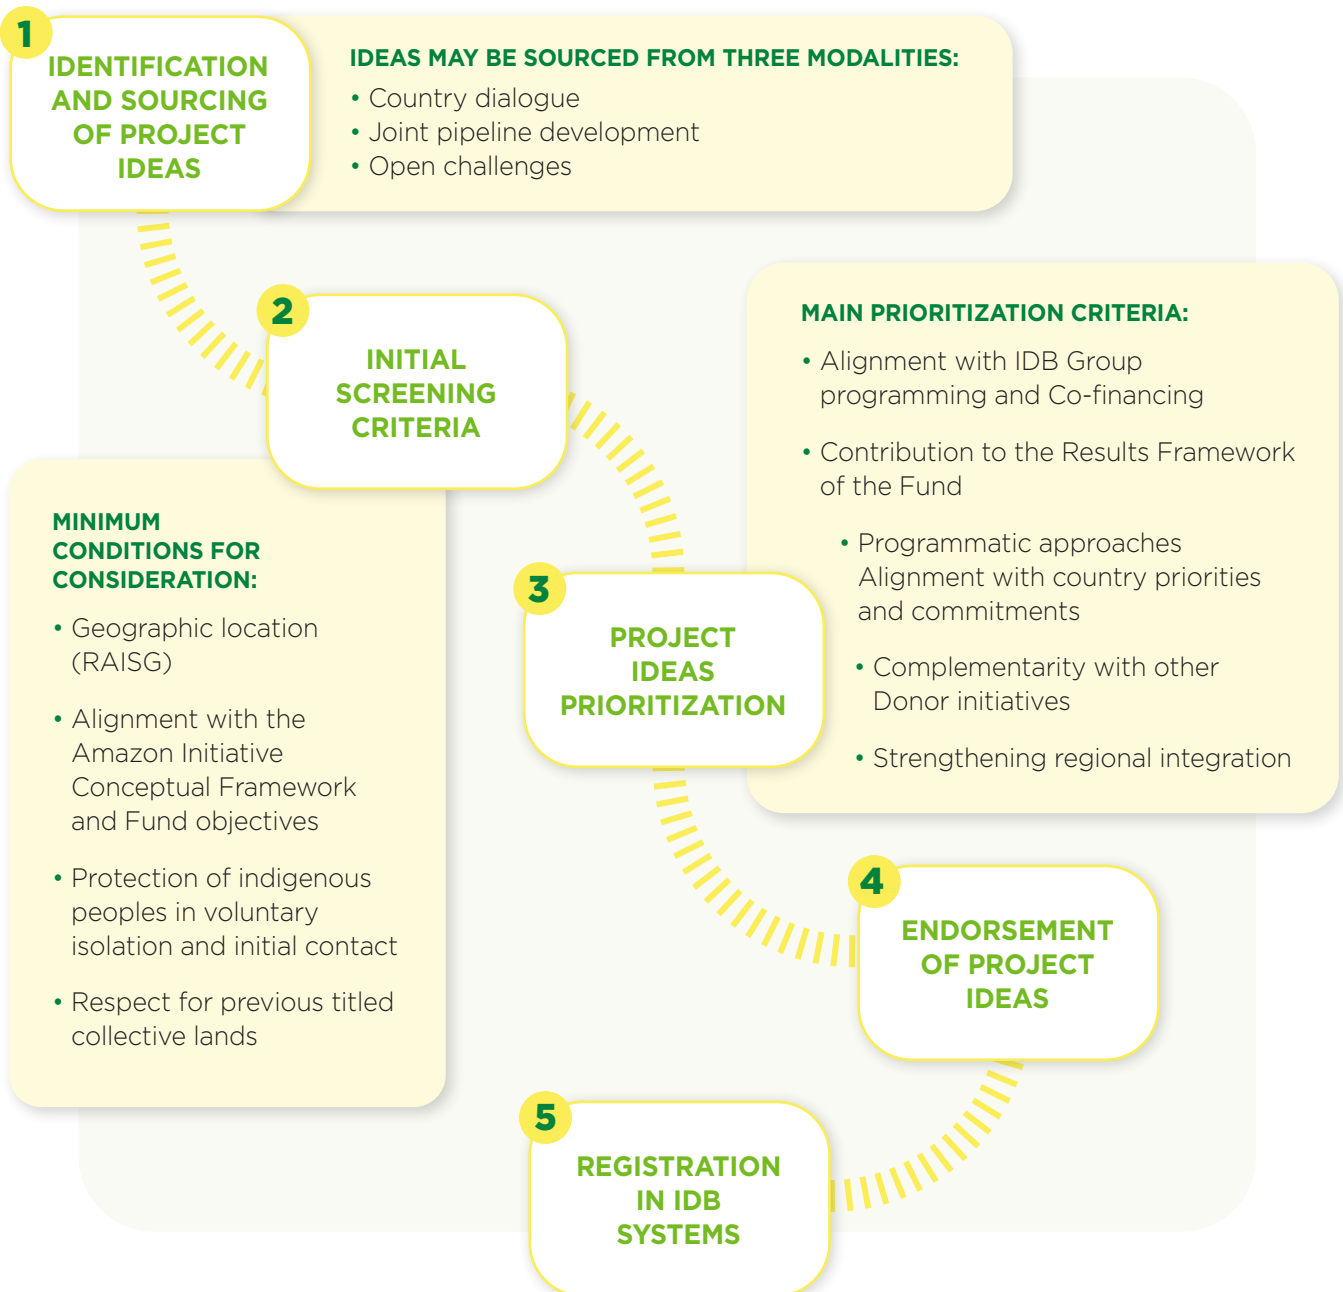 1
IDENTIFICATION
AND SOURCING
OF PROJECT
IDEAS
IDEAS MAY BE SOURCED FROM THREE MODALITIES:
• Country dialogue
• Joint pipeline development
• Open challenges
2
INITIAL
SCREENING
CRITERIA
MINIMUM
CONDITIONS FOR
CONSIDERATION:
• Geographic location
(RAISG)
• Alignment with the
Amazon Initiative
Conceptual Framework
and Fund objectives
• Protection of indigenous
peoples in voluntary
isolation and initial contact
• Respect for previous titled
collective lands
3
PROJECT
IDEAS
PRIORITIZATION
MAIN PRIORITIZATION CRITERIA:
• Alignment with IDB Group
programming and Co-financing
• Contribution to the Results Framework
of the Fund
• Programmatic approaches
Alignment with country priorities
and commitments
• Complementarity with other
Donor initiatives
• Strengthening regional integration
4
ENDORSEMENT
OF PROJECT
IDEAS
5
REGISTRATION
IN IDB
SYSTEMS